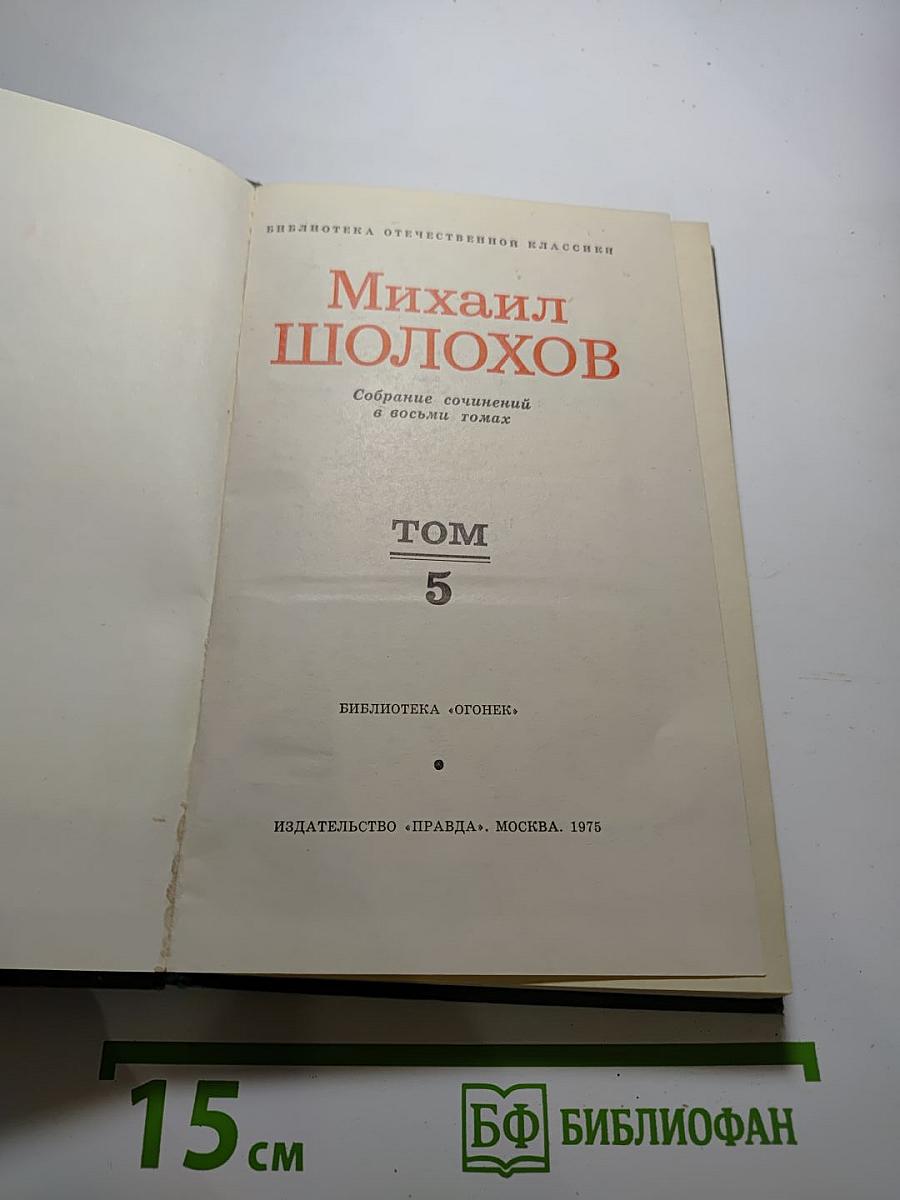 БИБЛИОТЕКА ОТЕЧЕСТВЕННОЙ КЛАССИКИ
Михаил
ШОЛОХОВ
Собрание сочинений
в восьми томах
ТОМ
5
БИБЛИОТЕКА «ОГОНЕК»
ИЗДАТЕЛЬСТВО «ПРАВДА». МОСКВА. 1975
15 см
БФ БИБЛИОФАН